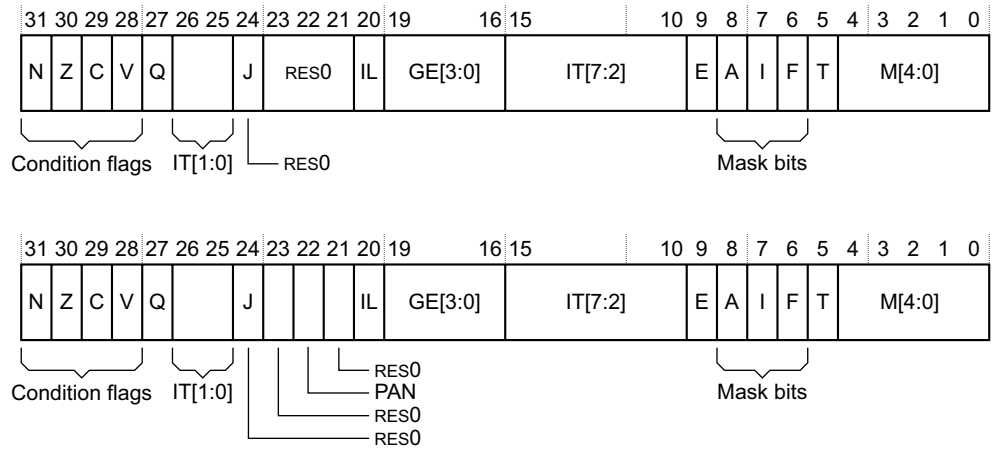 31 30 29 28 27 26 25 24 23 22 21 20 19 16 15 10 9 8 7 6 5 4 3 2 1 0
N Z C V Q J RES0 IL GE[3:0] IT[7:2] E A I F T M[4:0]
Condition flags IT[1:0] RES0 Mask bits
31 30 29 28 27 26 25 24 23 22 21 20 19 16 15 10 9 8 7 6 5 4 3 2 1 0
N Z C V Q J IL GE[3:0] IT[7:2] E A I F T M[4:0]
RES0
Condition flags IT[1:0] PAN Mask bits
RES0
RES0